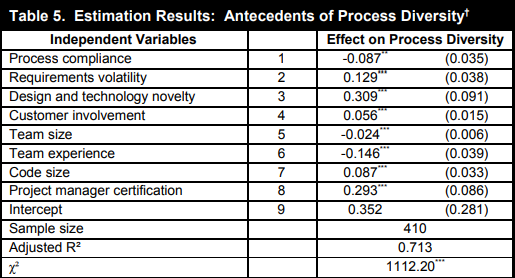 Table 5. Estimation Results: Antecedents of Process Diversity†
Independent Variables Effect on Process Diversity
Process compliance 1 -0.087** (0.035)
Requirements volatility 2 0.129*** (0.038)
Design and technology novelty 3 0.309*** (0.091)
Customer involvement 4 0.056*** (0.015)
Team size 5 -0.024*** (0.006)
Team experience 6 -0.146*** (0.039)
Code size 7 0.087*** (0.033)
Project manager certification 8 0.293*** (0.086)
Intercept 9 0.352 (0.281)
Sample size 410
Adjusted R² 0.713
χ² 1112.20***